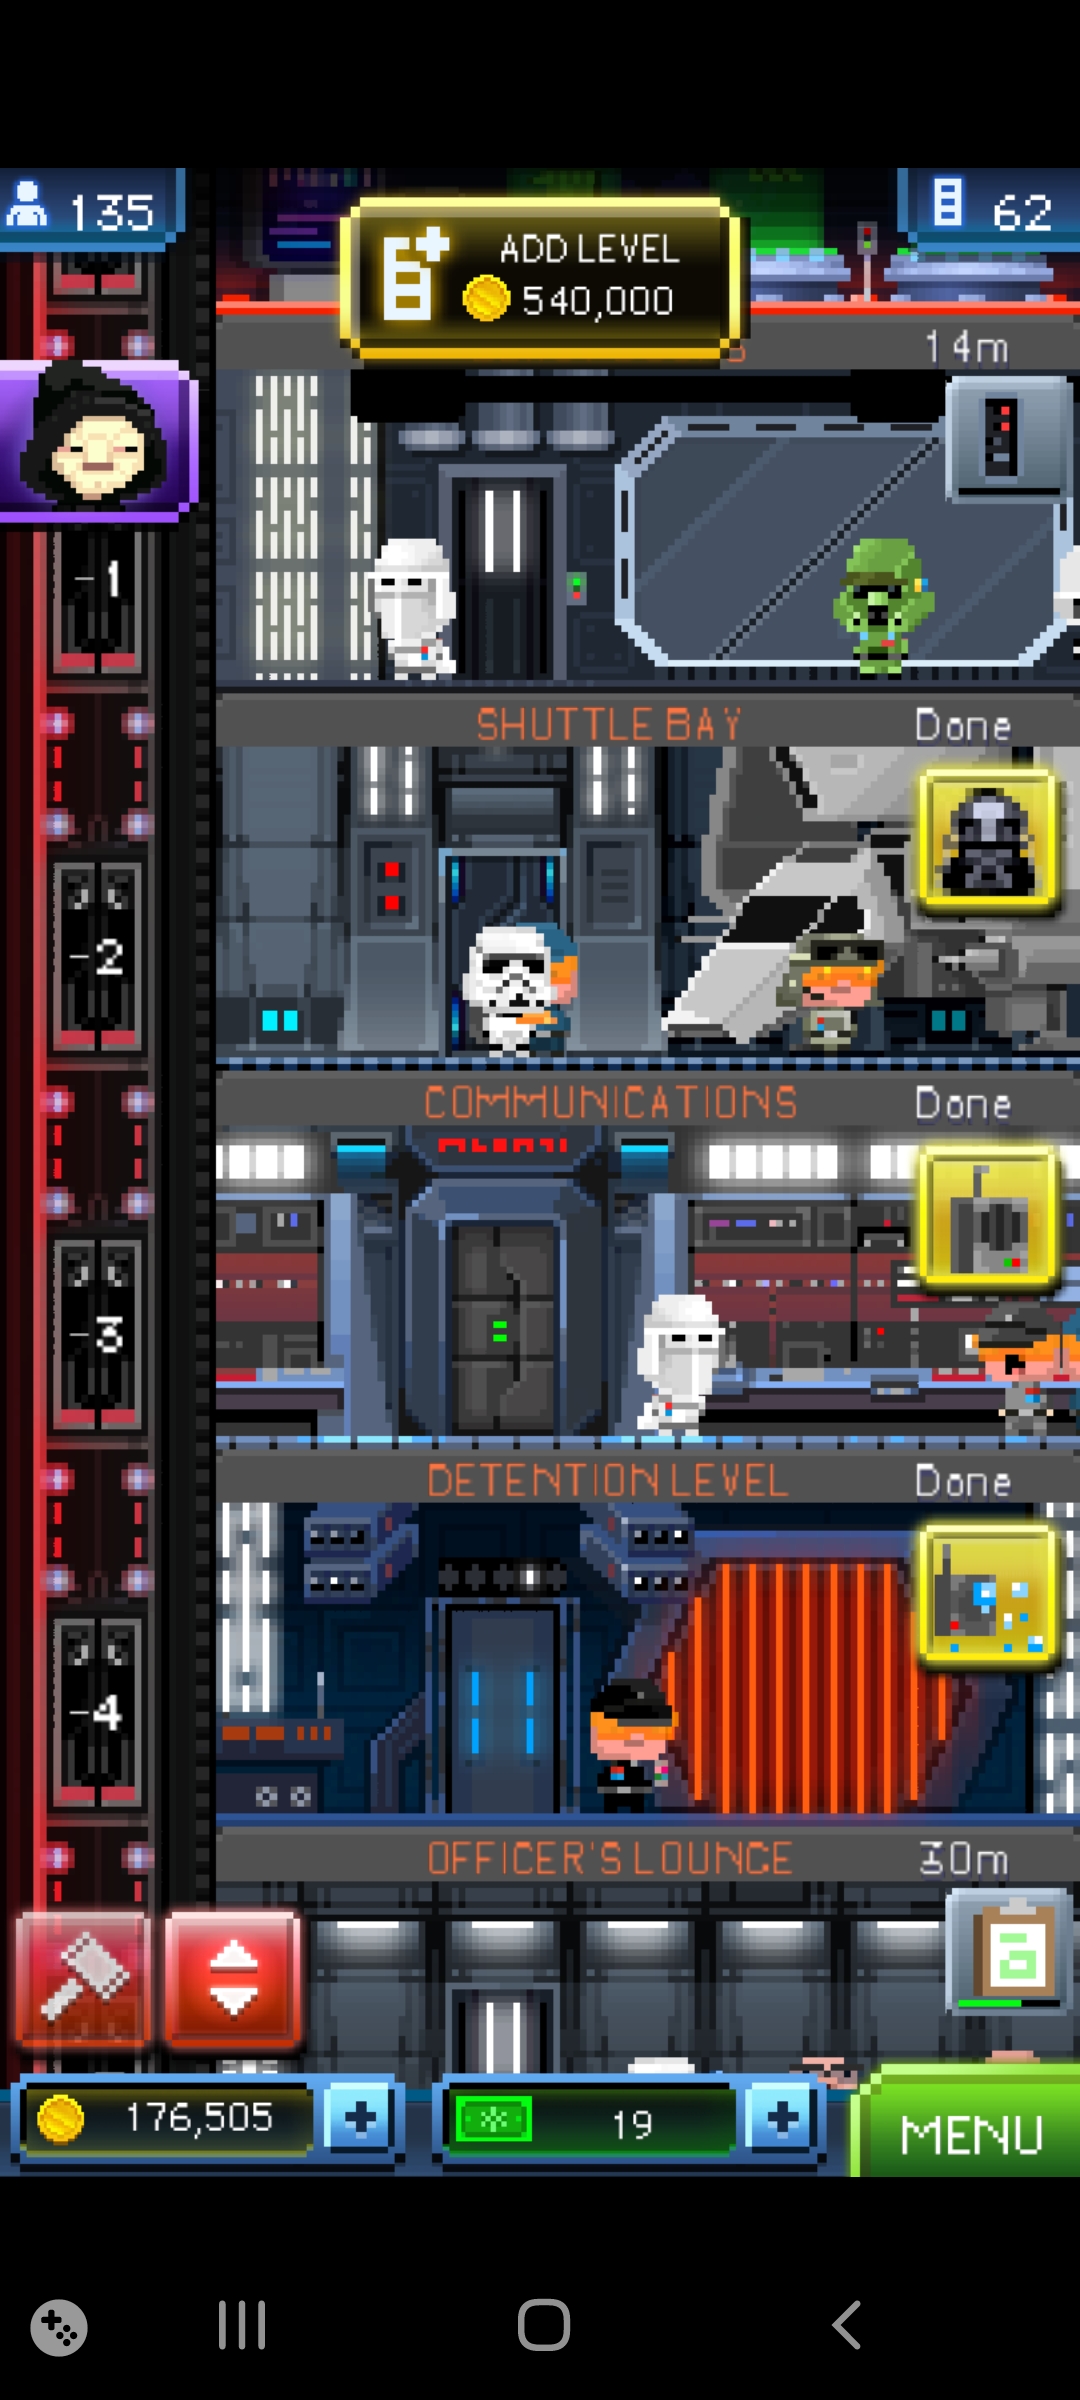 135
62
ADD LEVEL
540,000
14m
-1
SHUTTLE BAY
Done
-2
COMMUNICATIONS
Done
-3
DETENTION LEVEL
Done
-4
OFFICER'S LOUNGE
30m
176,505
19
MENU